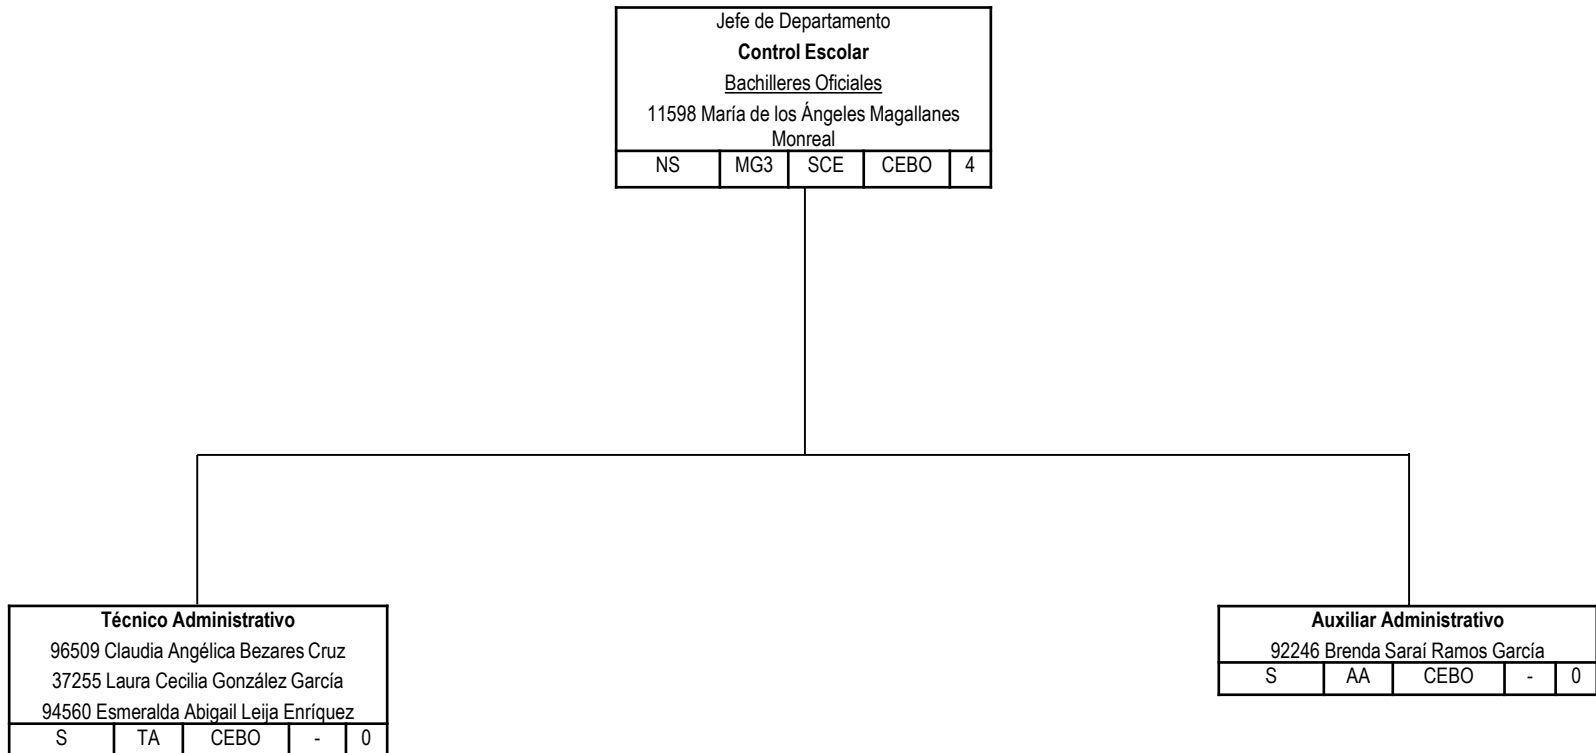 Jefe de Departamento
Control Escolar
Bachilleres Oficiales
11598 María de los Ángeles Magallanes
Monreal
NS MG3 SCE CEBO 4
Técnico Administrativo
96509 Claudia Angélica Bezares Cruz
37255 Laura Cecilia González García
94560 Esmeralda Abigail Leija Enríquez
S TA CEBO - 0
Auxiliar Administrativo
92246 Brenda Saraí Ramos García
S AA CEBO - 0